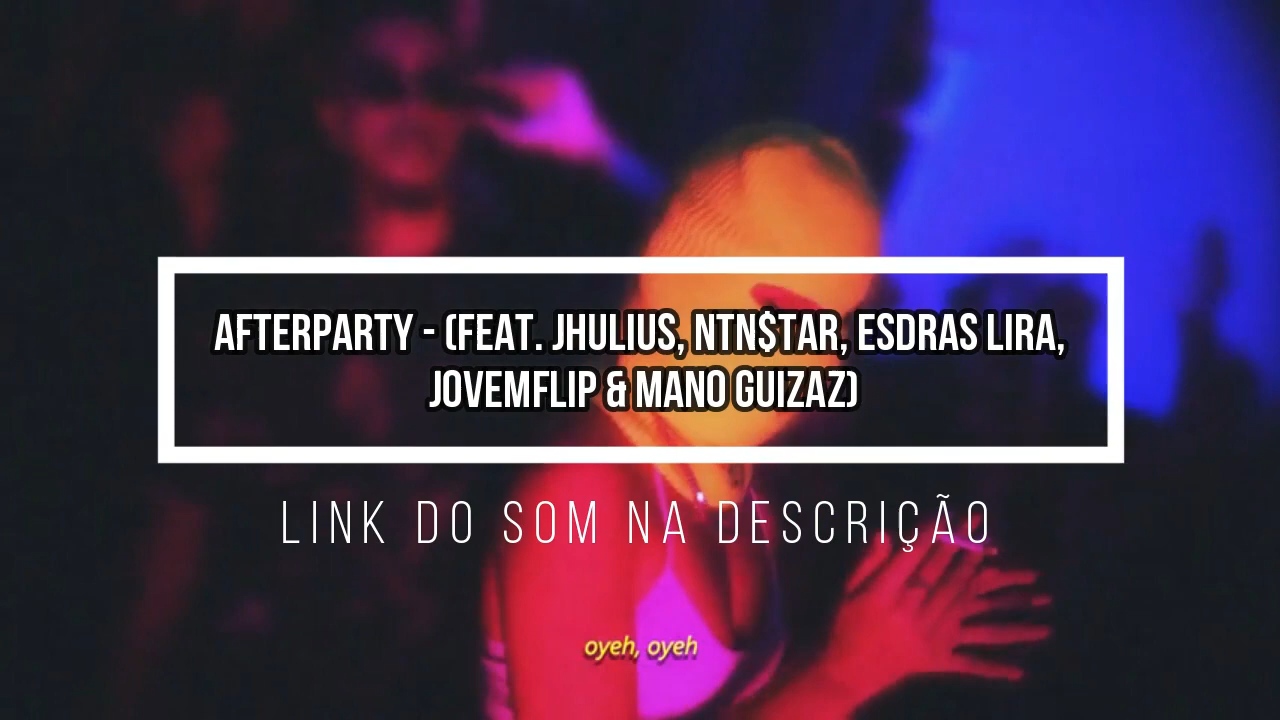 AFTERPARTY - (FEAT. JHULIUS, NTN$TAR, ESDRAS LIRA,
JOVEMFLIP & MANO GUIZAZ)
LINK DO SOM NA DESCRIÇÃO
oyeh, oyeh